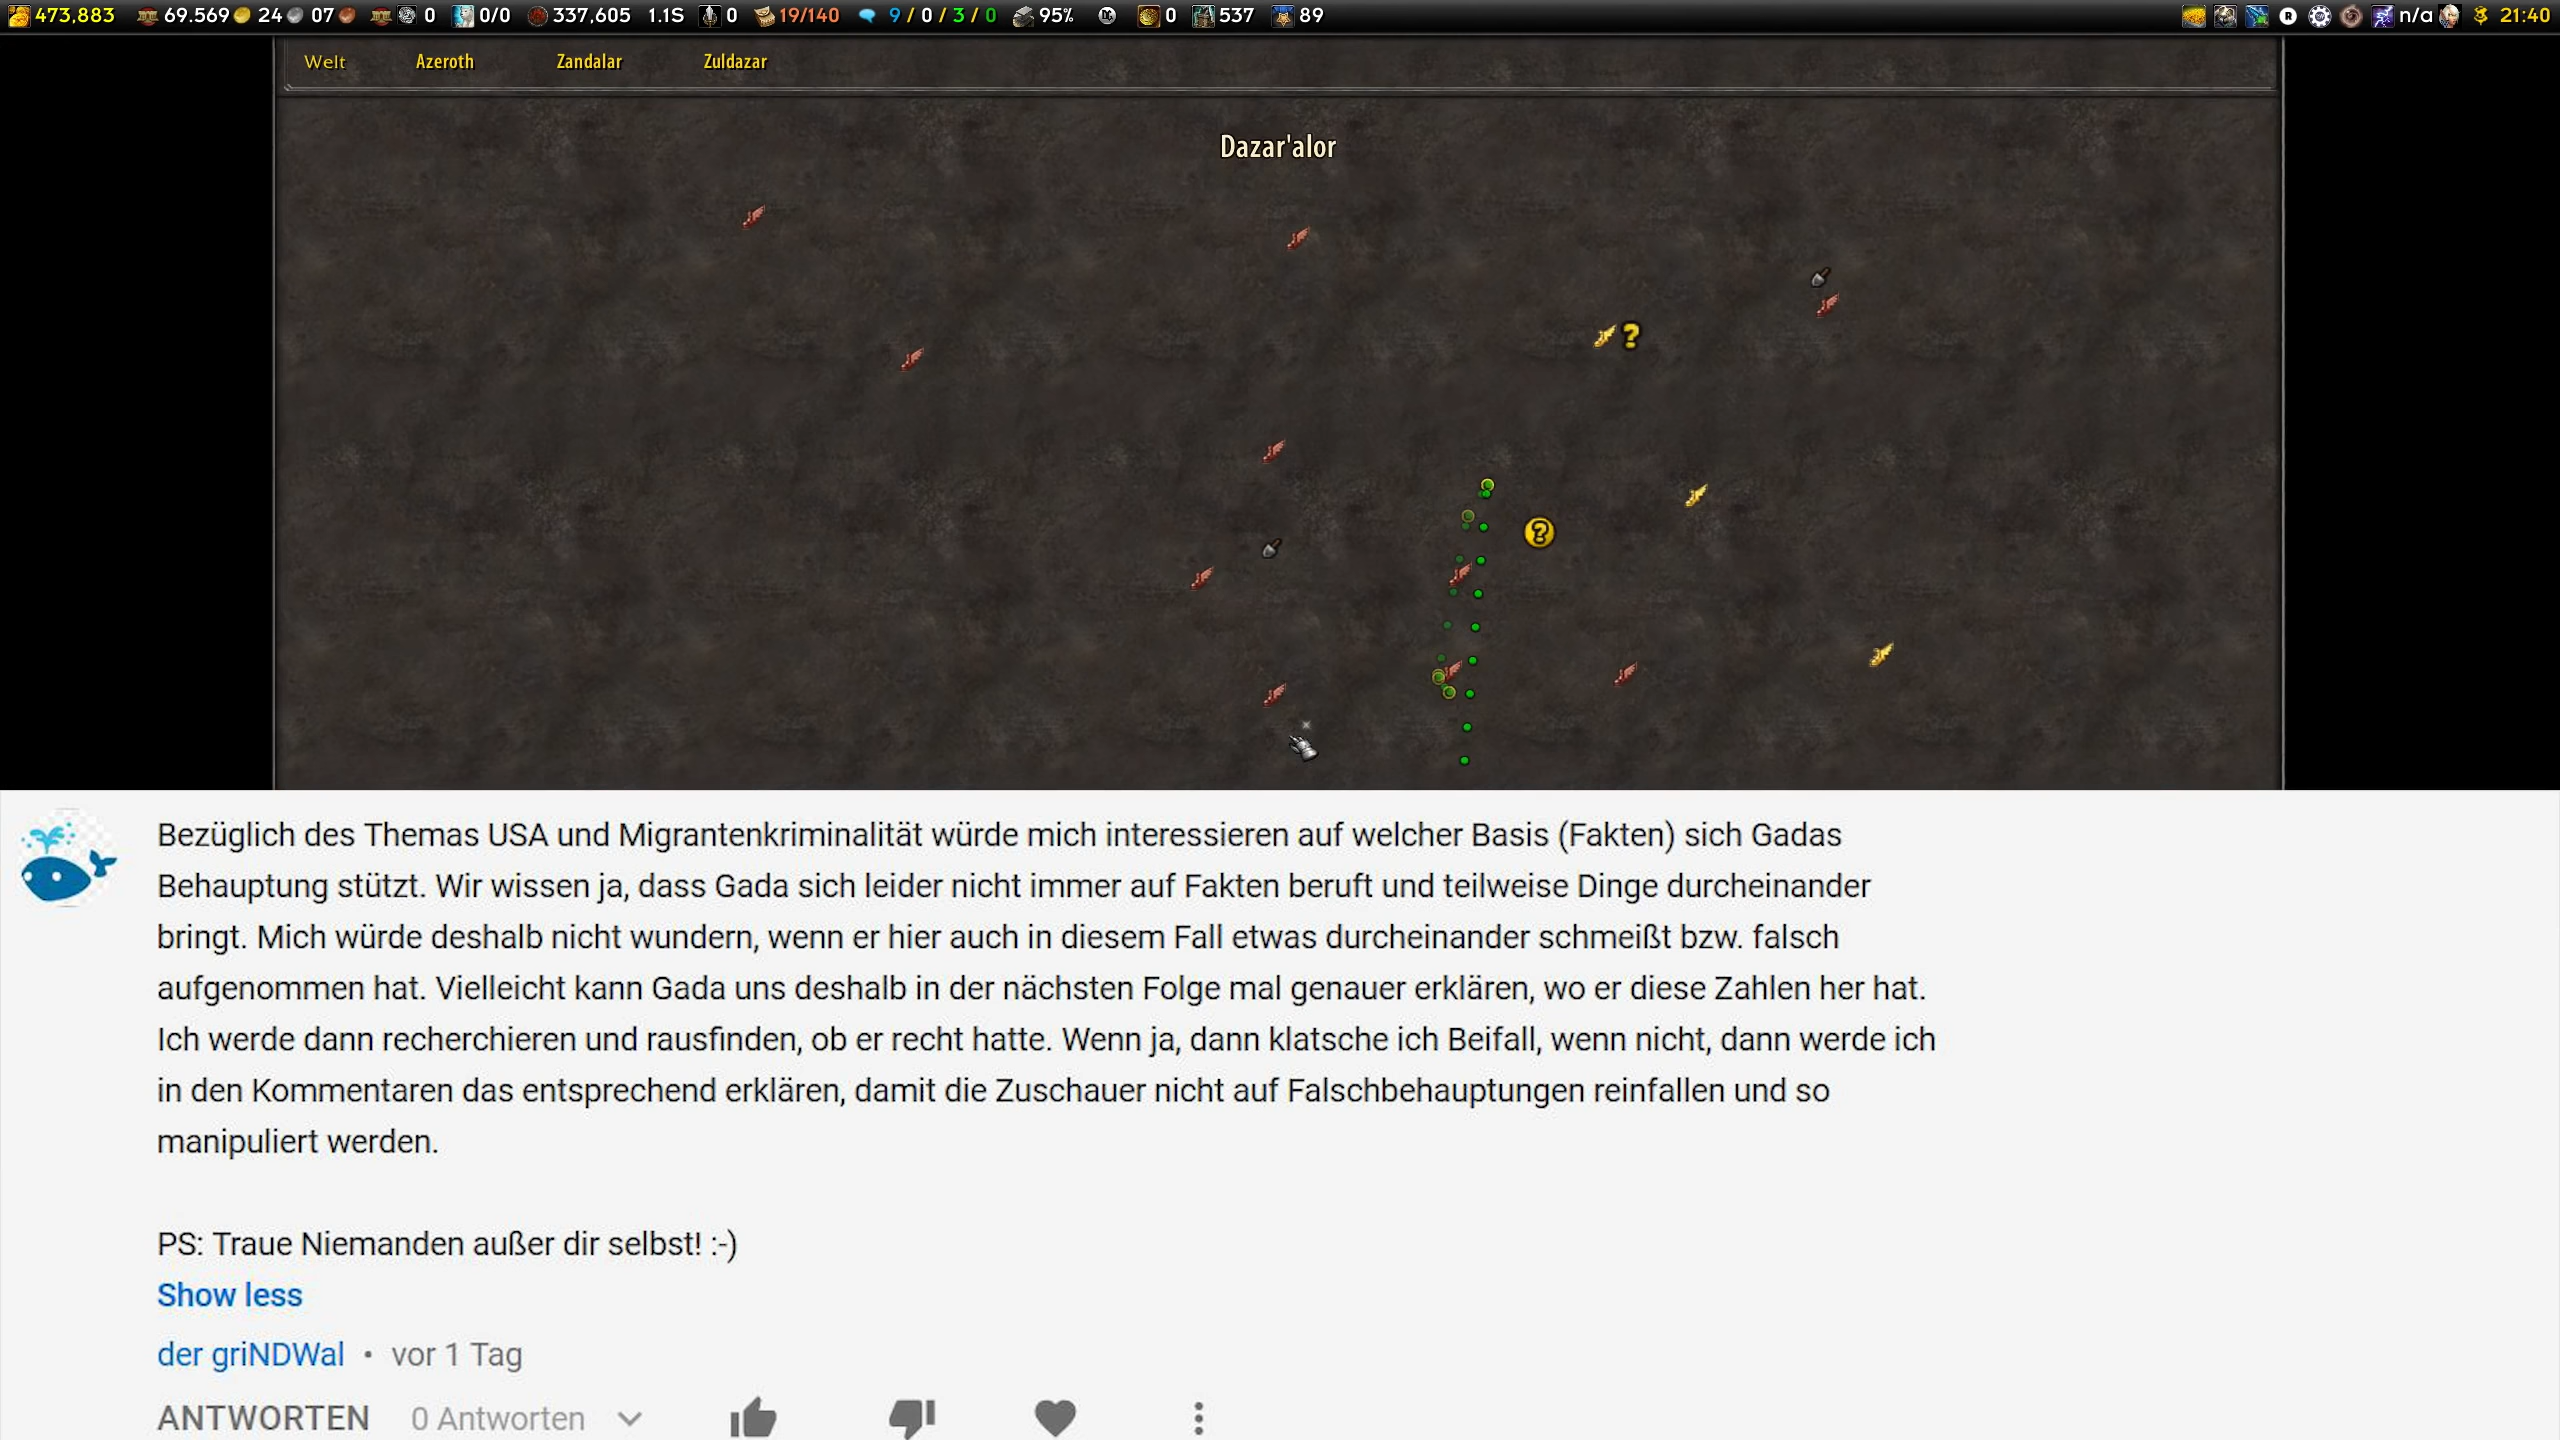 473,883 69.569 24 07 0 0/0 337,605 1.1S 0 19/140 9 / 0 / 3 / 0 95% DC 0 537 89 R n/a 21:40
Welt Azeroth Zandalar Zuldazar
Dazar'alor
?
?
Bezüglich des Themas USA und Migrantenkriminalität würde mich interessieren auf welcher Basis (Fakten) sich Gadas
Behauptung stützt. Wir wissen ja, dass Gada sich leider nicht immer auf Fakten beruft und teilweise Dinge durcheinander
bringt. Mich würde deshalb nicht wundern, wenn er hier auch in diesem Fall etwas durcheinander schmeißt bzw. falsch
aufgenommen hat. Vielleicht kann Gada uns deshalb in der nächsten Folge mal genauer erklären, wo er diese Zahlen her hat.
Ich werde dann recherchieren und rausfinden, ob er recht hatte. Wenn ja, dann klatsche ich Beifall, wenn nicht, dann werde ich
in den Kommentaren das entsprechend erklären, damit die Zuschauer nicht auf Falschbehauptungen reinfallen und so
manipuliert werden.
PS: Traue Niemanden außer dir selbst! :-)
Show less
der griNDWal • vor 1 Tag
ANTWORTEN 0 Antworten